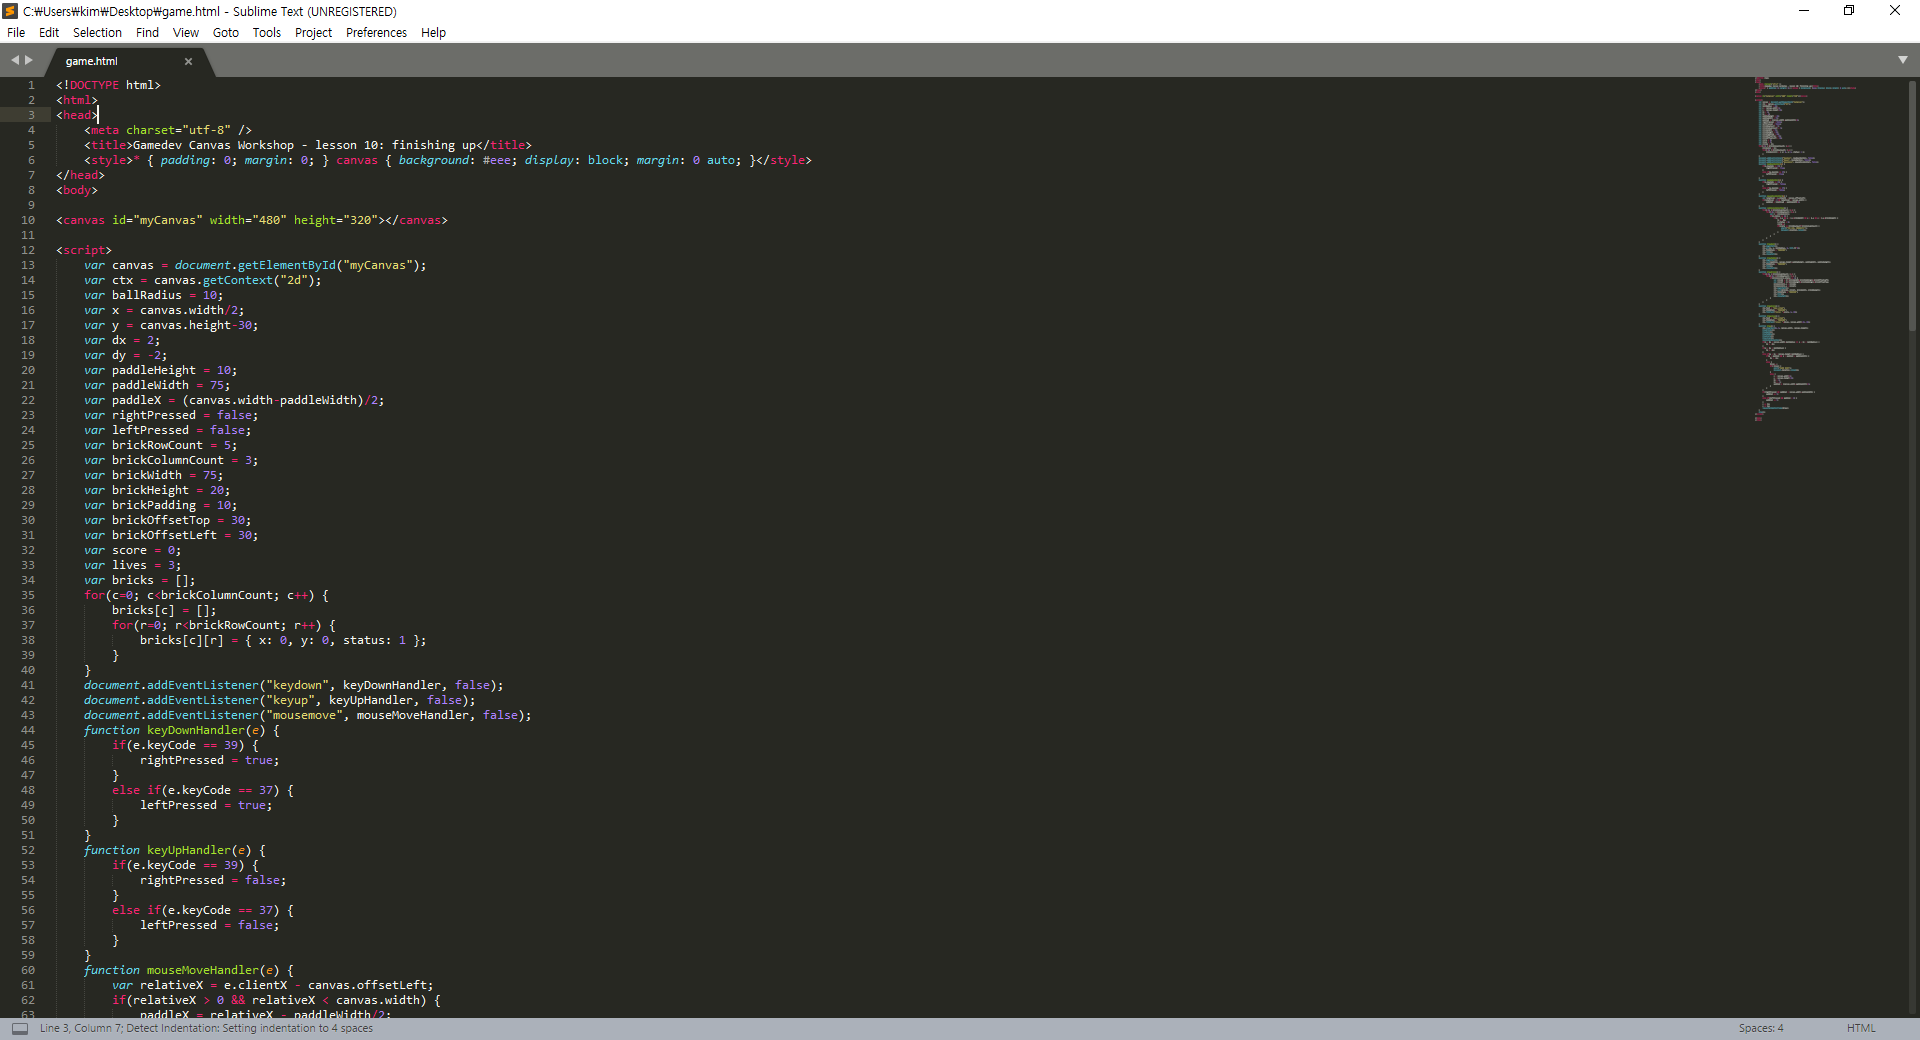 C:₩Users₩kim₩Desktop₩game.html - Sublime Text (UNREGISTERED)
File Edit Selection Find View Goto Tools Project Preferences Help
game.html
1 <!DOCTYPE html>
2 <html>
3 <head>
4     <meta charset="utf-8" />
5     <title>Gamedev Canvas Workshop - lesson 10: finishing up</title>
6     <style>* { padding: 0; margin: 0; } canvas { background: #eee; display: block; margin: 0 auto; }</style>
7 </head>
8 <body>
9
10 <canvas id="myCanvas" width="480" height="320"></canvas>
11
12 <script>
13     var canvas = document.getElementById("myCanvas");
14     var ctx = canvas.getContext("2d");
15     var ballRadius = 10;
16     var x = canvas.width/2;
17     var y = canvas.height-30;
18     var dx = 2;
19     var dy = -2;
20     var paddleHeight = 10;
21     var paddleWidth = 75;
22     var paddleX = (canvas.width-paddleWidth)/2;
23     var rightPressed = false;
24     var leftPressed = false;
25     var brickRowCount = 5;
26     var brickColumnCount = 3;
27     var brickWidth = 75;
28     var brickHeight = 20;
29     var brickPadding = 10;
30     var brickOffsetTop = 30;
31     var brickOffsetLeft = 30;
32     var score = 0;
33     var lives = 3;
34     var bricks = [];
35     for(c=0; c<brickColumnCount; c++) {
36         bricks[c] = [];
37         for(r=0; r<brickRowCount; r++) {
38             bricks[c][r] = { x: 0, y: 0, status: 1 };
39         }
40     }
41     document.addEventListener("keydown", keyDownHandler, false);
42     document.addEventListener("keyup", keyUpHandler, false);
43     document.addEventListener("mousemove", mouseMoveHandler, false);
44     function keyDownHandler(e) {
45         if(e.keyCode == 39) {
46             rightPressed = true;
47         }
48         else if(e.keyCode == 37) {
49             leftPressed = true;
50         }
51     }
52     function keyUpHandler(e) {
53         if(e.keyCode == 39) {
54             rightPressed = false;
55         }
56         else if(e.keyCode == 37) {
57             leftPressed = false;
58         }
59     }
60     function mouseMoveHandler(e) {
61         var relativeX = e.clientX - canvas.offsetLeft;
62         if(relativeX > 0 && relativeX < canvas.width) {
63             paddleX = relativeX - paddleWidth/2;
Line 3, Column 7; Detect Indentation: Setting indentation to 4 spaces
Spaces: 4
HTML